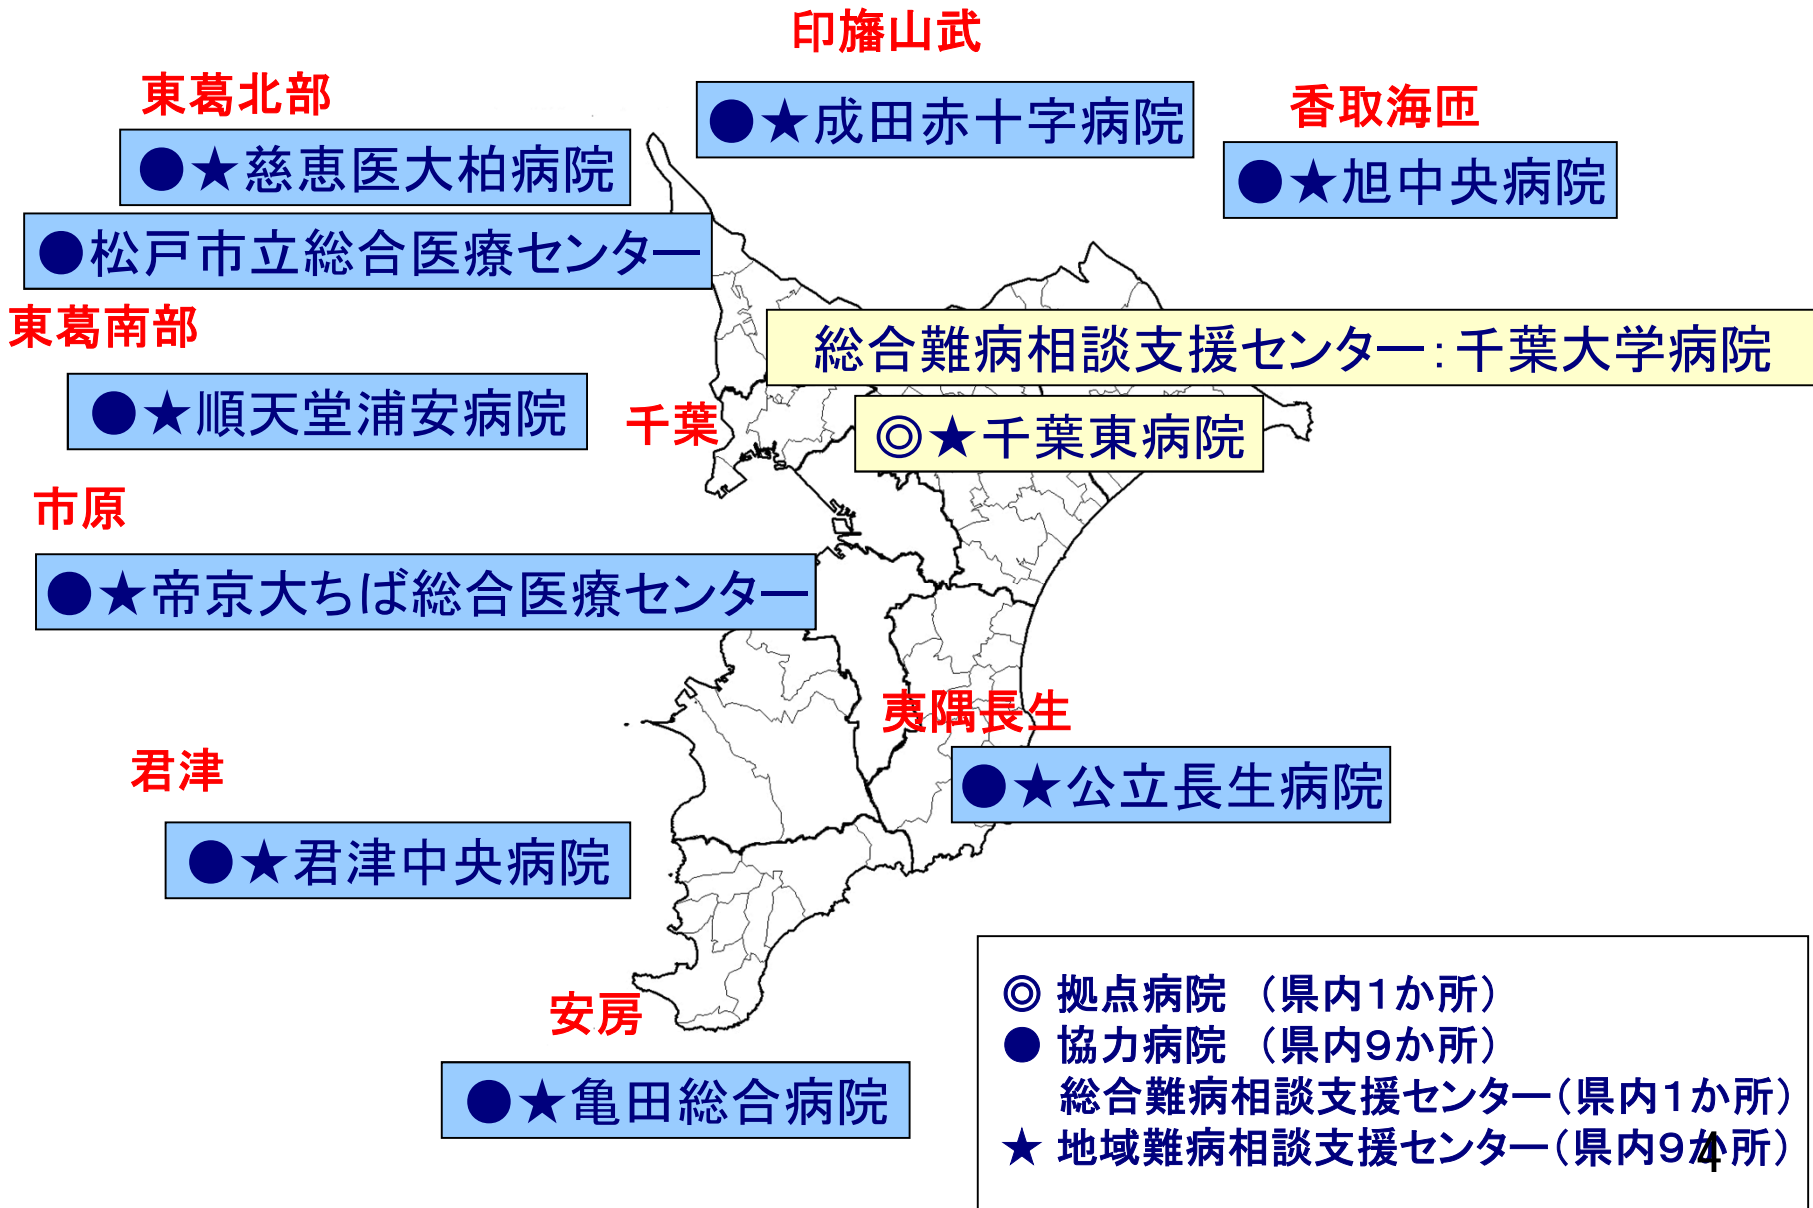 印旛山武
東葛北部
●★成田赤十字病院
香取海匝
●★慈恵医大柏病院
●★旭中央病院
●松戸市立総合医療センター
東葛南部
総合難病相談支援センター：千葉大学病院
●★順天堂浦安病院
千葉
◎★千葉東病院
市原
●★帝京大ちば総合医療センター
夷隅長生
君津
●★公立長生病院
●★君津中央病院
安房
●★亀田総合病院
◎ 拠点病院 （県内１か所）
● 協力病院 （県内９か所）
総合難病相談支援センター（県内１か所）
★ 地域難病相談支援センター（県内９か所）
4